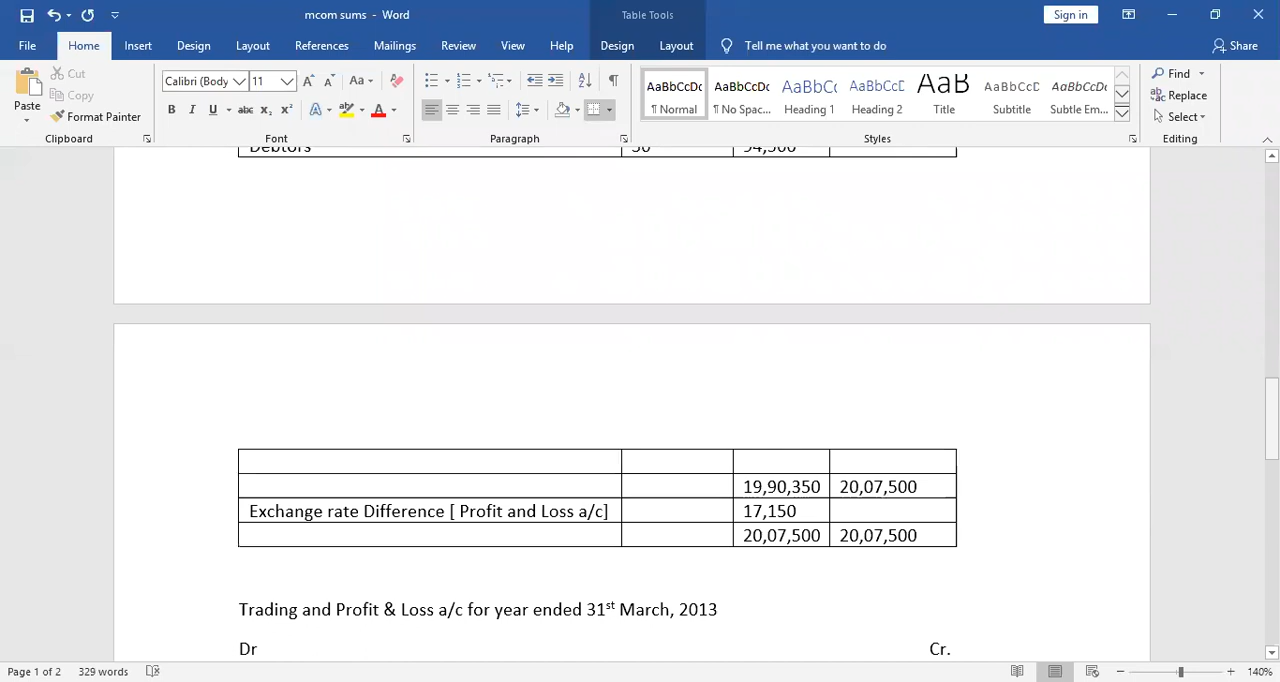 mcom sums - Word
Table Tools
Sign in
File Home Insert Design Layout References Mailings Review View Help Design Layout Tell me what you want to do Share
Paste Cut
Copy
Format Painter
Clipboard
Calibri (Body 11
Font
Paragraph
AaBbCcDc AaBbCcDc AaBbCc AaBbCcD AaB AaBbCcD AaBbCcDc
¶ Normal ¶ No Spac... Heading 1 Heading 2 Title Subtitle Subtle Em...
Styles
Find
Replace
Select
Editing
Debtors 50 94,500
19,90,350 20,07,500
Exchange rate Difference [ Profit and Loss a/c] 17,150
20,07,500 20,07,500
Trading and Profit & Loss a/c for year ended 31st March, 2013
Dr Cr.
Page 1 of 2 329 words 140%